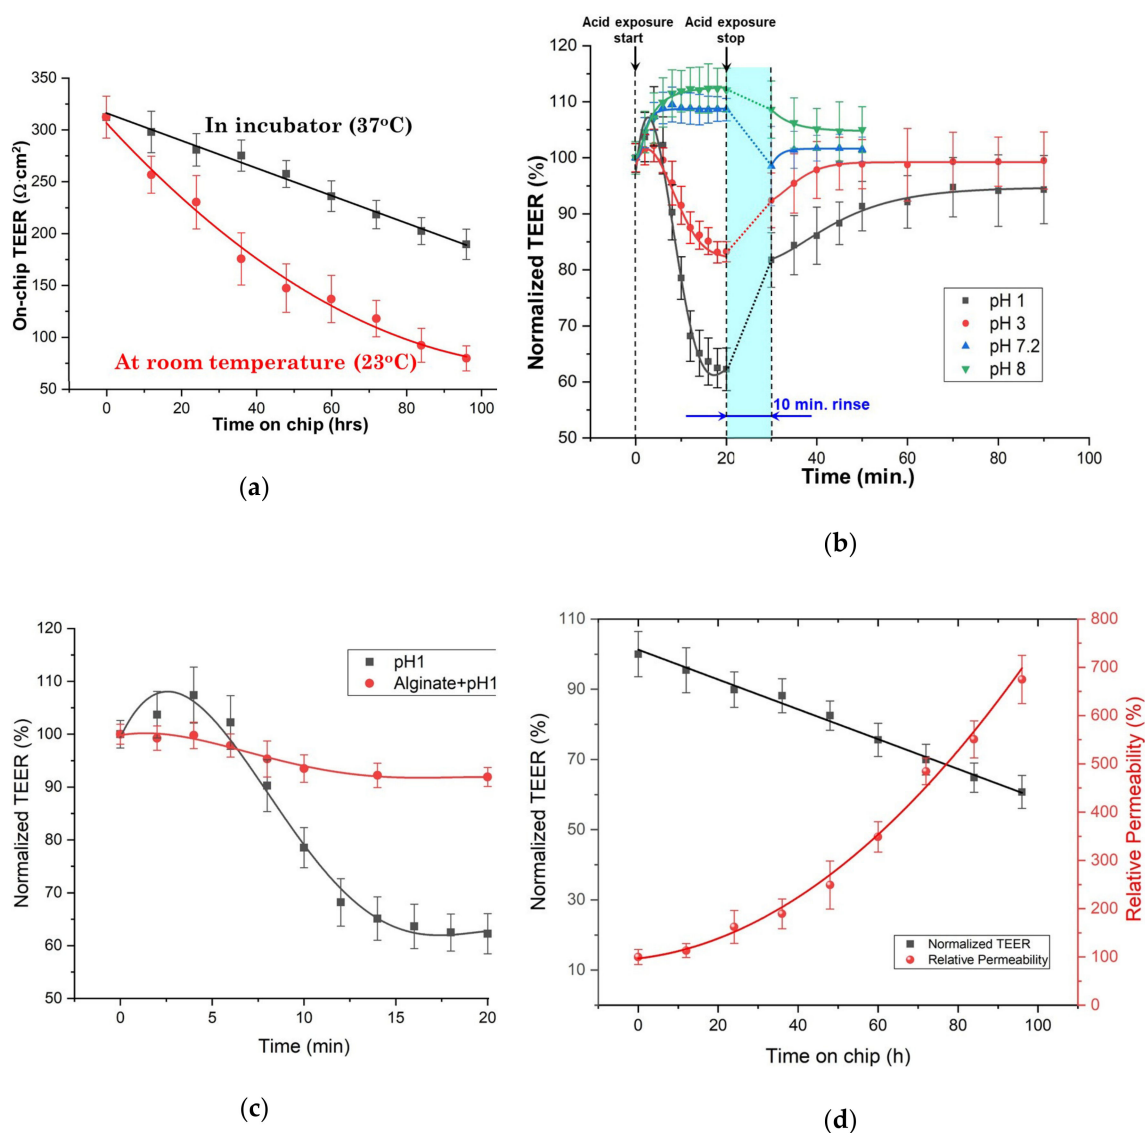 On-chip TEER (Ω·cm²)
350
300
250
200
150
100
50
In incubator (37°C)
At room temperature (23°C)
0 20 40 60 80 100
Time on chip (hrs)
(a)
Acid exposure start
Acid exposure stop
Normalized TEER (%)
120
110
100
90
80
70
60
50
pH 1
pH 3
pH 7.2
pH 8
10 min. rinse
0 20 40 60 80 100
Time (min.)
(b)
Normalized TEER (%)
120
110
100
90
80
70
60
50
pH1
Alginate+pH1
0 5 10 15 20
Time (min)
(c)
Normalized TEER (%)
110
90
70
50
30
10
Normalized TEER
Relative Permeability
800
700
600
500
400
300
200
100
0
Relative Permeability (%)
0 20 40 60 80 100
Time on chip (h)
(d)